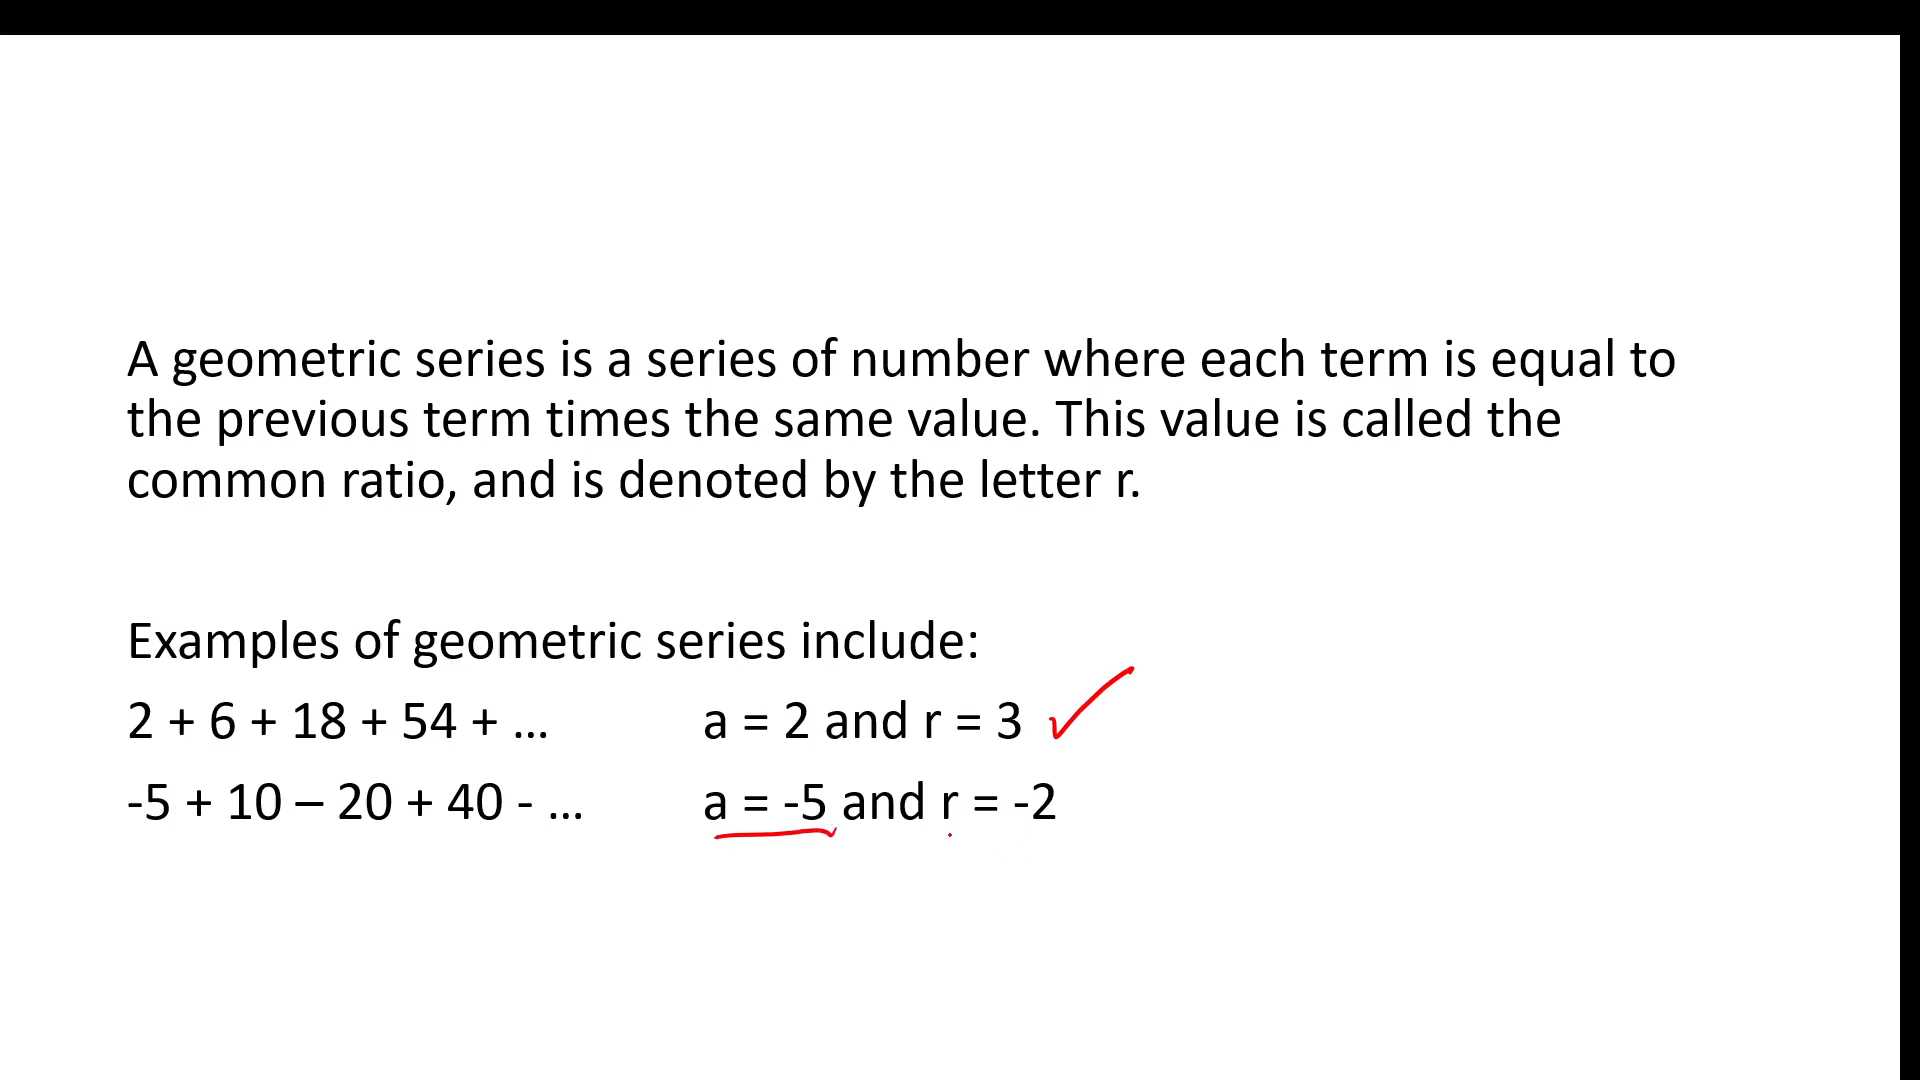 A geometric series is a series of number where each term is equal to
the previous term times the same value. This value is called the
common ratio, and is denoted by the letter r.
Examples of geometric series include:
2 + 6 + 18 + 54 + … a = 2 and r = 3 ✓
-5 + 10 – 20 + 40 - … a = -5 and r = -2